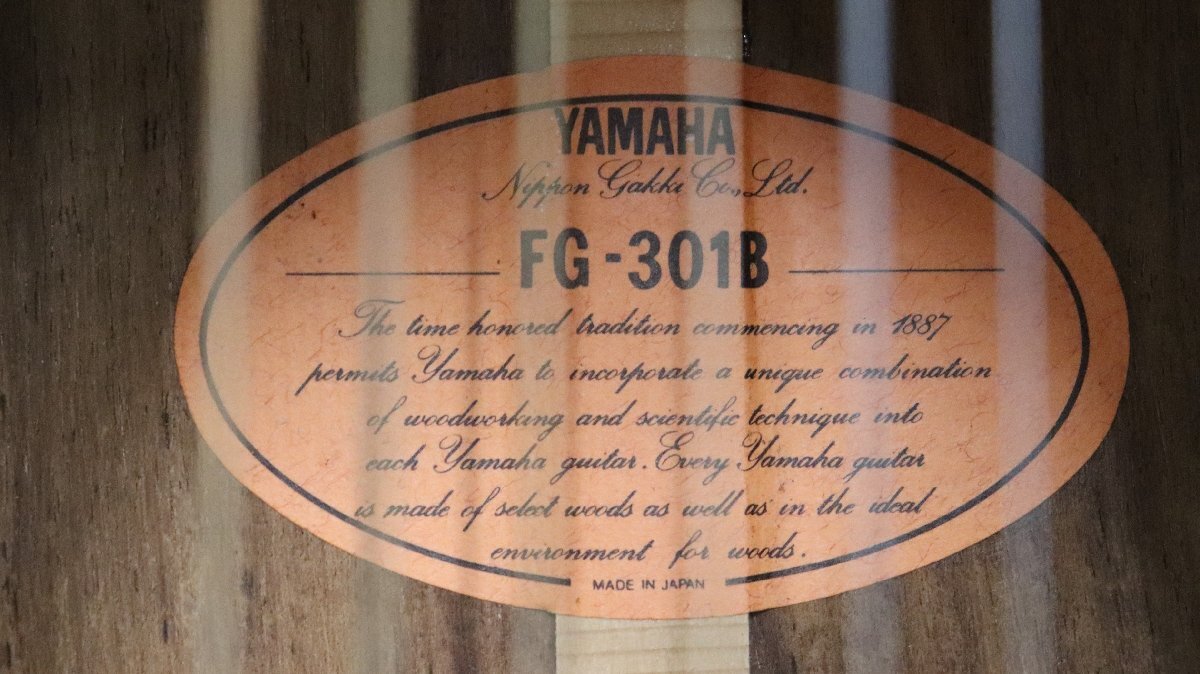 YAMAHA
Nippon Gakki Co., Ltd.
FG-301B
The time honored tradition commencing in 1887
permits Yamaha to incorporate a unique combination
of woodworking and scientific technique into
each Yamaha guitar. Every Yamaha guitar
is made of select woods as well as in the ideal
environment for woods.
MADE IN JAPAN